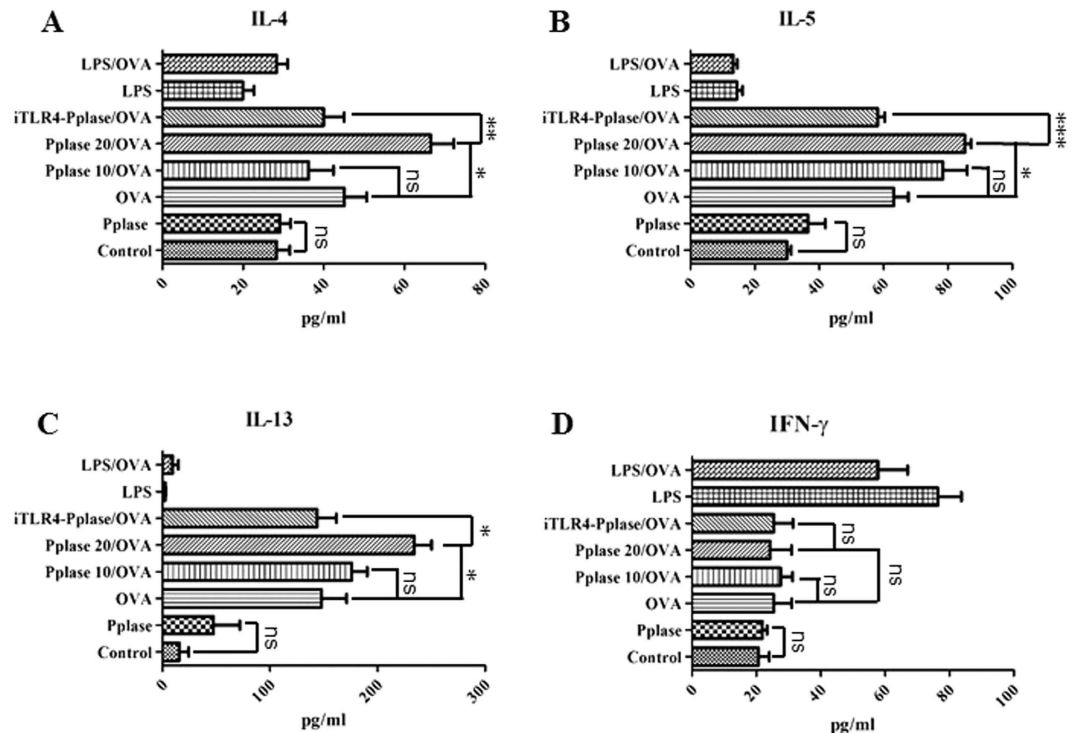 A IL-4
LPS/OVA
LPS
iTLR4-Pplase/OVA
Pplase 20/OVA
Pplase 10/OVA
OVA
Pplase
Control
**
*
ns
ns
0 20 40 60 80
pg/ml
B IL-5
LPS/OVA
LPS
iTLR4-Pplase/OVA
Pplase 20/OVA
Pplase 10/OVA
OVA
Pplase
Control
***
*
ns
ns
0 20 40 60 80 100
pg/ml
C IL-13
LPS/OVA
LPS
iTLR4-Pplase/OVA
Pplase 20/OVA
Pplase 10/OVA
OVA
Pplase
Control
*
*
ns
ns
0 100 200 300
pg/ml
D IFN-γ
LPS/OVA
LPS
iTLR4-Pplase/OVA
Pplase 20/OVA
Pplase 10/OVA
OVA
Pplase
Control
ns
ns
ns
ns
0 20 40 60 80 100
pg/ml